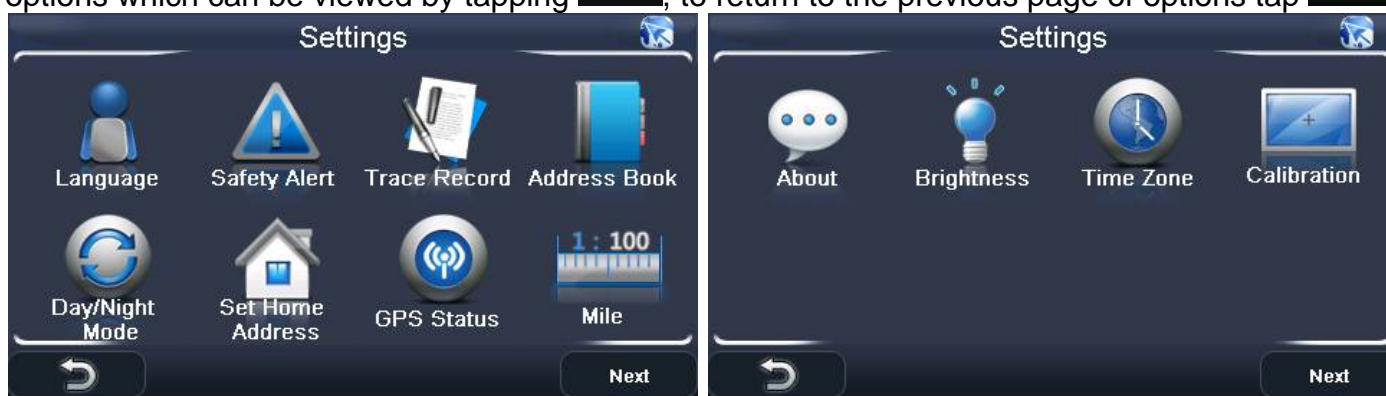 options which can be viewed by tapping , to return to the previous page of options tap
Settings
Language Safety Alert Trace Record Address Book
1 : 100
Day/Night Mode
Set Home Address
GPS Status
Mile
Next
Settings
About Brightness Time Zone Calibration
Next